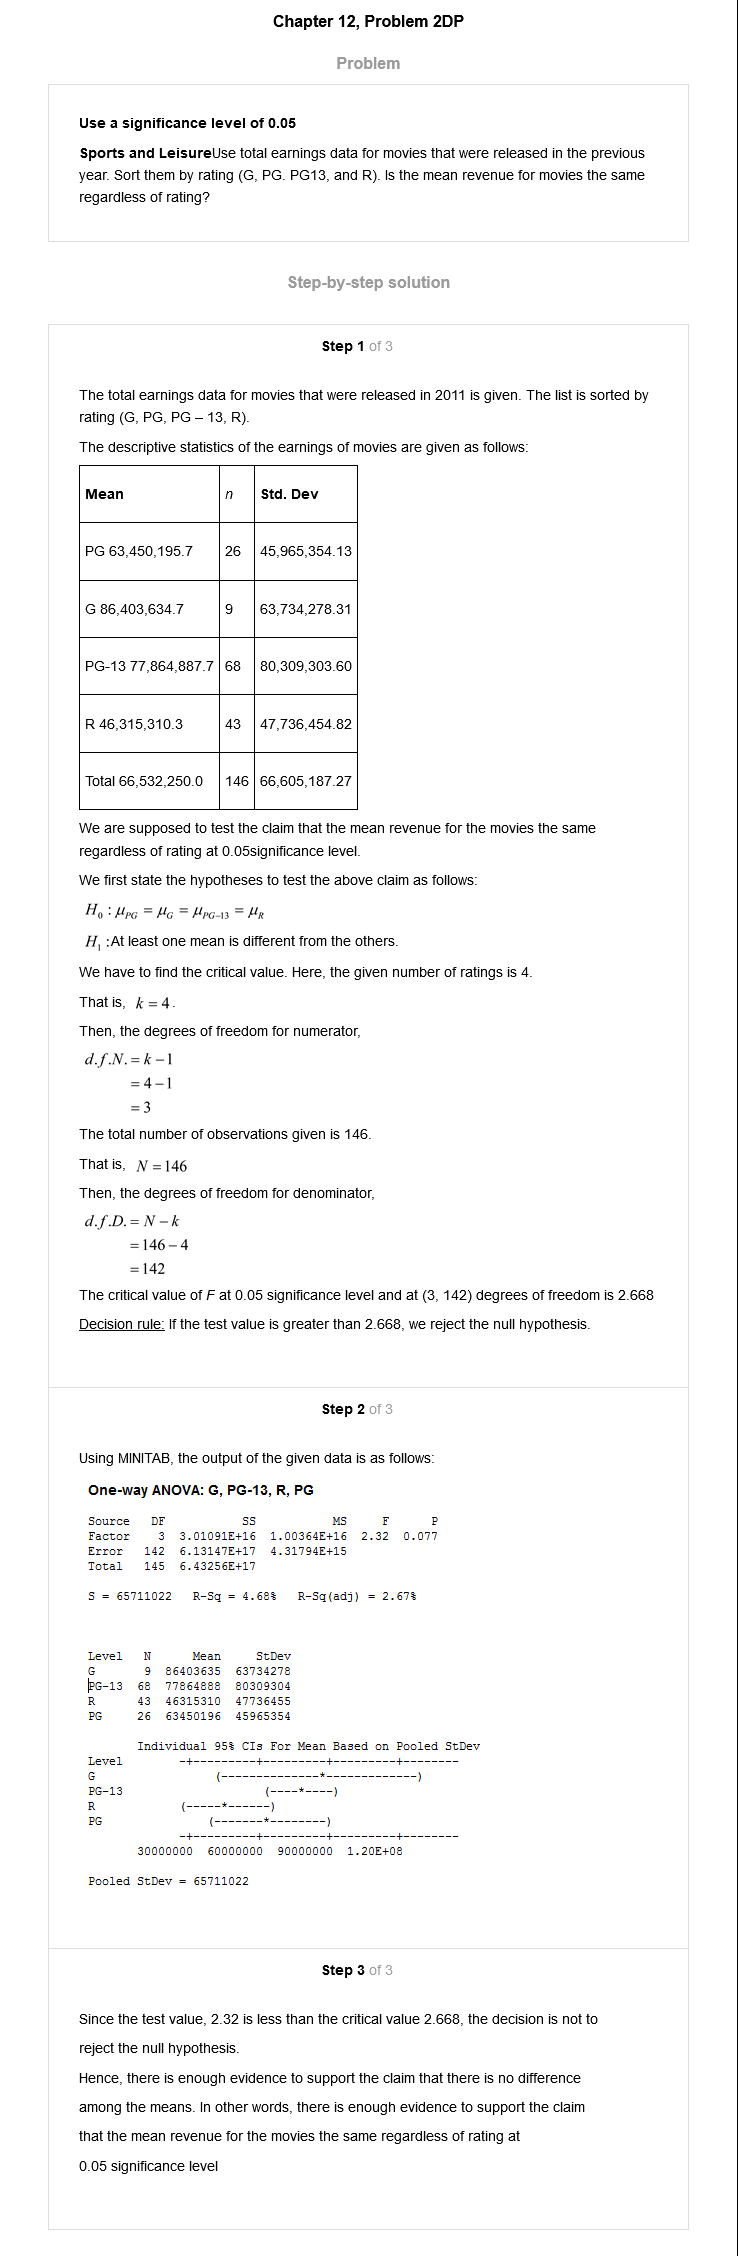 Chapter 12, Problem 2DP
Problem
Use a significance level of 0.05
Sports and LeisureUse total earnings data for movies that were released in the previous
year. Sort them by rating (G, PG. PG13, and R). Is the mean revenue for movies the same
regardless of rating?
Step-by-step solution
Step 1 of 3
The total earnings data for movies that were released in 2011 is given. The list is sorted by
rating (G, PG, PG – 13, R).
The descriptive statistics of the earnings of movies are given as follows:
Mean n Std. Dev
PG 63,450,195.7 26 45,965,354.13
G 86,403,634.7 9 63,734,278.31
PG-13 77,864,887.7 68 80,309,303.60
R 46,315,310.3 43 47,736,454.82
Total 66,532,250.0 146 66,605,187.27
We are supposed to test the claim that the mean revenue for the movies the same
regardless of rating at 0.05significance level.
We first state the hypotheses to test the above claim as follows:
H₀ : μPG = μG = μPG–13 = μR
H₁ :At least one mean is different from the others.
We have to find the critical value. Here, the given number of ratings is 4.
That is, k = 4.
Then, the degrees of freedom for numerator,
d.f.N. = k – 1
= 4 – 1
= 3
The total number of observations given is 146.
That is, N = 146
Then, the degrees of freedom for denominator,
d.f.D. = N – k
= 146 – 4
= 142
The critical value of F at 0.05 significance level and at (3, 142) degrees of freedom is 2.668
Decision rule: If the test value is greater than 2.668, we reject the null hypothesis.
Step 2 of 3
Using MINITAB, the output of the given data is as follows:
One-way ANOVA: G, PG-13, R, PG
Source DF SS MS F P
Factor 3 3.01091E+16 1.00364E+16 2.32 0.077
Error 142 6.13147E+17 4.31794E+15
Total 145 6.43256E+17
S = 65711022 R-Sq = 4.68% R-Sq(adj) = 2.67%
Level N Mean StDev
G 9 86403635 63734278
PG-13 68 77864888 80309304
R 43 46315310 47736455
PG 26 63450196 45965354
Individual 95% CIs For Mean Based on Pooled StDev
Level -+---------+---------+---------+--------
G (--------------*-------------)
PG-13 (----*----)
R (-----*------)
PG (-------*--------)
-+---------+---------+---------+--------
30000000 60000000 90000000 1.20E+08
Pooled StDev = 65711022
Step 3 of 3
Since the test value, 2.32 is less than the critical value 2.668, the decision is not to
reject the null hypothesis.
Hence, there is enough evidence to support the claim that there is no difference
among the means. In other words, there is enough evidence to support the claim
that the mean revenue for the movies the same regardless of rating at
0.05 significance level